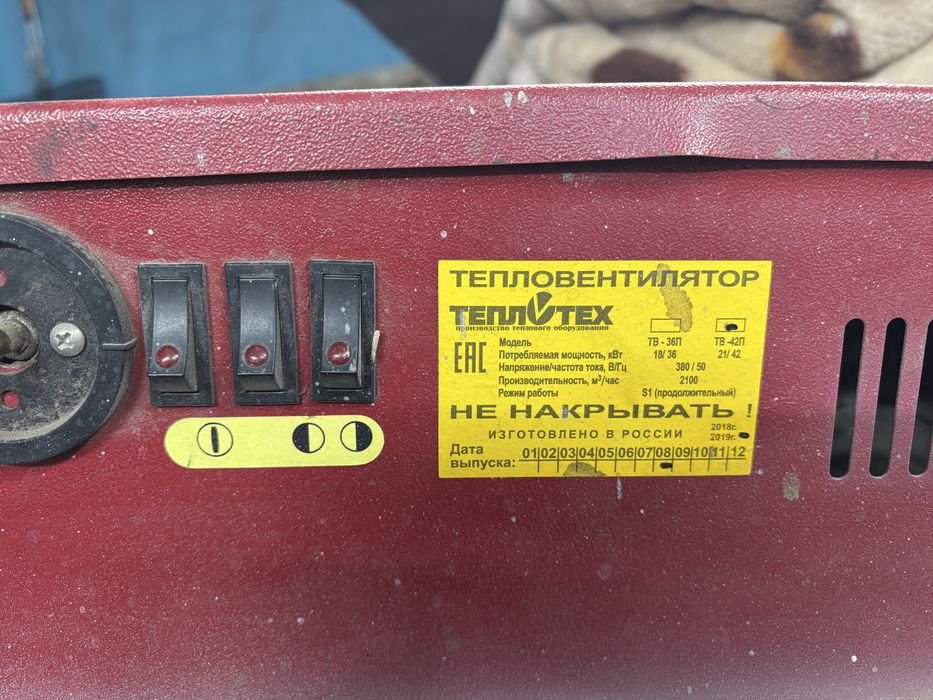 ТЕПЛОВЕНТИЛЯТОР
ТЕПЛОТЕХ
производство теплового оборудования
ЕАС
Модель ТВ - 36П ТВ -42П
Потребляемая мощность, кВт 18/ 36 21/ 42
Напряжение/частота тока, В/Гц 380 / 50
Производительность, м³/час 2100
Режим работы S1 (продолжительный)
НЕ НАКРЫВАТЬ !
ИЗГОТОВЛЕНО В РОССИИ
2018г.
2019г.
Дата выпуска: 01 02 03 04 05 06 07 08 09 10 11 12